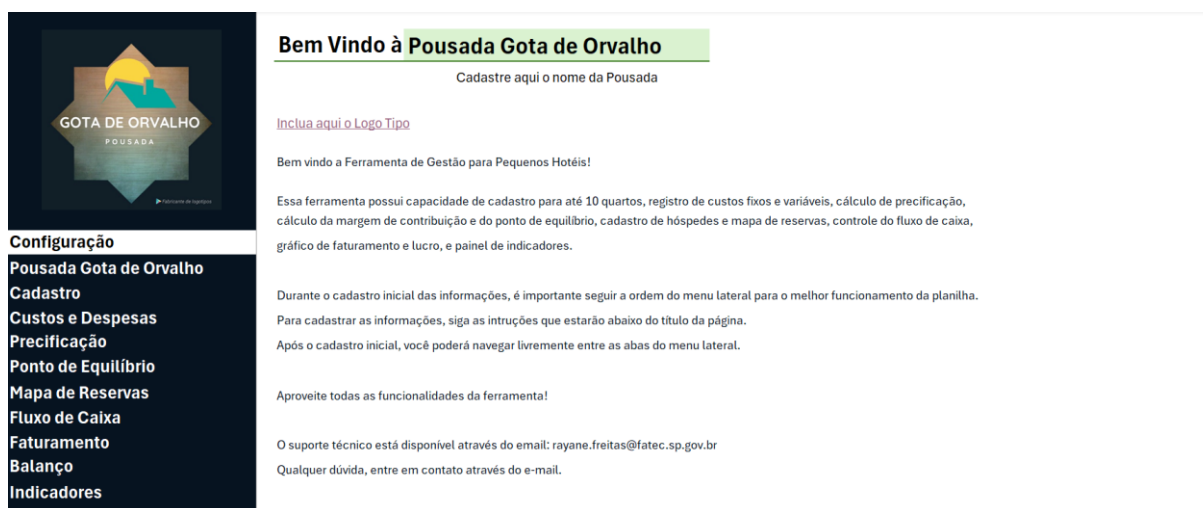 GOTA DE ORVALHO
POUSADA
Fabricante de logotipos
Configuração
Pousada Gota de Orvalho
Cadastro
Custos e Despesas
Precificação
Ponto de Equilíbrio
Mapa de Reservas
Fluxo de Caixa
Faturamento
Balanço
Indicadores
Bem Vindo à Pousada Gota de Orvalho
Cadastre aqui o nome da Pousada
Inclua aqui o Logo Tipo
Bem vindo a Ferramenta de Gestão para Pequenos Hotéis!
Essa ferramenta possui capacidade de cadastro para até 10 quartos, registro de custos fixos e variáveis, cálculo de precificação,
cálculo da margem de contribuição e do ponto de equilíbrio, cadastro de hóspedes e mapa de reservas, controle do fluxo de caixa,
gráfico de faturamento e lucro, e painel de indicadores.
Durante o cadastro inicial das informações, é importante seguir a ordem do menu lateral para o melhor funcionamento da planilha.
Para cadastrar as informações, siga as intruções que estarão abaixo do título da página.
Após o cadastro inicial, você poderá navegar livremente entre as abas do menu lateral.
Aproveite todas as funcionalidades da ferramenta!
O suporte técnico está disponível através do email: rayane.freitas@fatec.sp.gov.br
Qualquer dúvida, entre em contato através do e-mail.